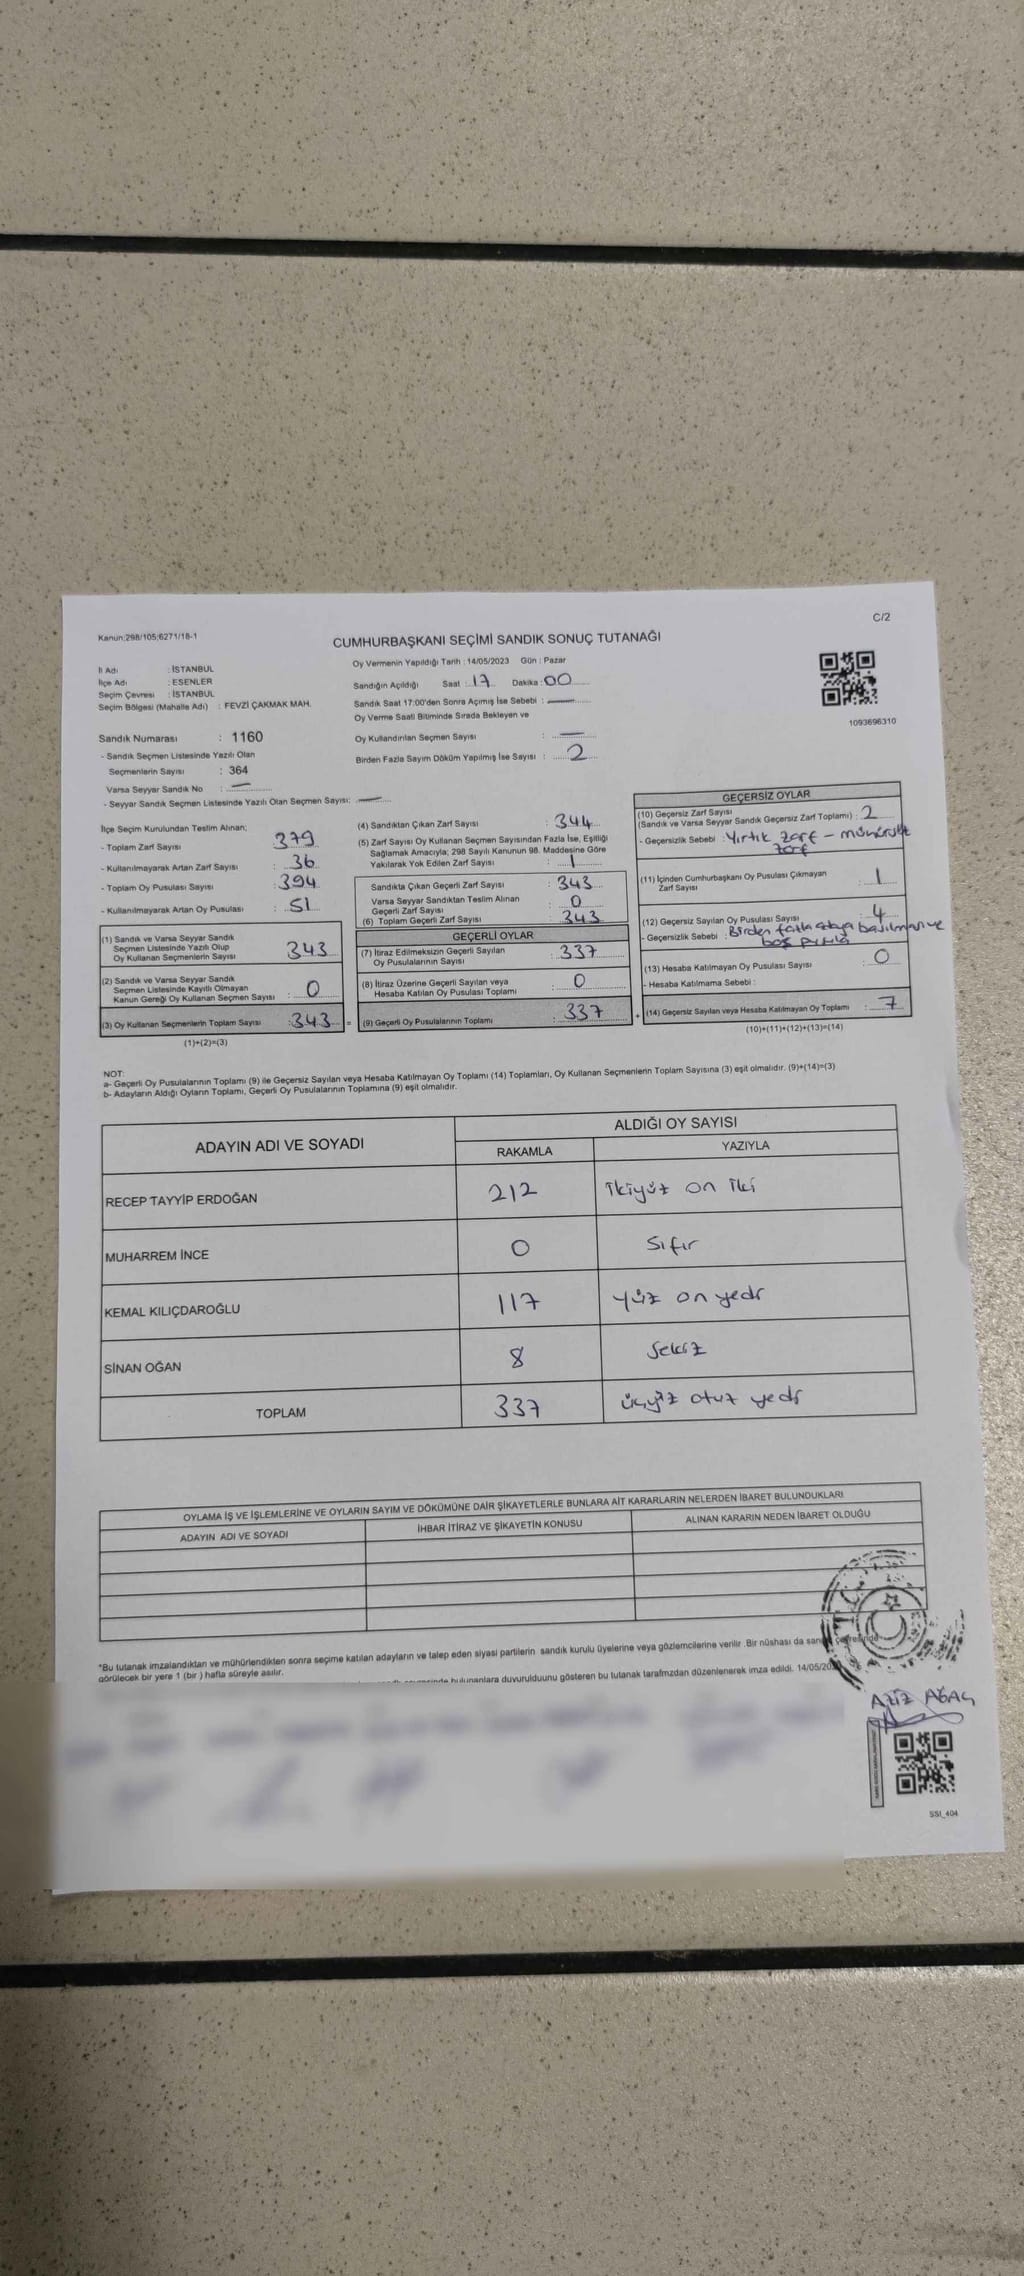 Kanun:298/105;6271/18-1
C/2
CUMHURBAŞKANI SEÇİMİ SANDIK SONUÇ TUTANAĞI
İl Adı : İSTANBUL
İlçe Adı : ESENLER
Seçim Çevresi : İSTANBUL
Seçim Bölgesi (Mahalle Adı) : FEVZİ ÇAKMAK MAH.
Sandık Numarası : 1160
- Sandık Seçmen Listesinde Yazılı Olan
Seçmenlerin Sayısı : 364
Varsa Seyyar Sandık No : —
- Seyyar Sandık Seçmen Listesinde Yazılı Olan Seçmen Sayısı: —
Oy Vermenin Yapıldığı Tarih : 14/05/2023 Gün : Pazar
Sandığın Açıldığı Saat : 17 Dakika : 00
Sandık Saat 17:00'den Sonra Açımış İse Sebebi : —
Oy Verme Saati Bitiminde Sırada Bekleyen ve
Oy Kullandırılan Seçmen Sayısı : —
Birden Fazla Sayım Döküm Yapılmış İse Sayısı : 2
1093696310
İlçe Seçim Kurulundan Teslim Alınan;
- Toplam Zarf Sayısı : 379
- Kullanılmayarak Artan Zarf Sayısı : 36
- Toplam Oy Pusulası Sayısı : 394
- Kullanılmayarak Artan Oy Pusulası : 51
(1) Sandık ve Varsa Seyyar Sandık
Seçmen Listesinde Yazılı Olup
Oy Kullanan Seçmenlerin Sayısı : 343
(2) Sandık ve Varsa Seyyar Sandık
Seçmen Listesinde Kayıtlı Olmayan
Kanun Gereği Oy Kullanan Seçmen Sayısı : 0
(3) Oy Kullanan Seçmenlerin Toplam Sayısı : 343 =
(1)+(2)=(3)
(4) Sandıktan Çıkan Zarf Sayısı : 344
(5) Zarf Sayısı Oy Kullanan Seçmen Sayısından Fazla İse, Eşitliği
Sağlamak Amacıyla; 298 Sayılı Kanunun 98. Maddesine Göre
Yakılarak Yok Edilen Zarf Sayısı : 1
Sandıkta Çıkan Geçerli Zarf Sayısı : 343
Varsa Seyyar Sandıktan Teslim Alınan
Geçerli Zarf Sayısı : 0
(6) Toplam Geçerli Zarf Sayısı : 343
GEÇERLİ OYLAR
(7) İtiraz Edilmeksizin Geçerli Sayılan
Oy Pusulalarının Sayısı : 337
(8) İtiraz Üzerine Geçerli Sayılan veya
Hesaba Katılan Oy Pusulası Toplamı : 0
(9) Geçerli Oy Pusulalarının Toplamı : 337 +
GEÇERSİZ OYLAR
(10) Geçersiz Zarf Sayısı
(Sandık ve Varsa Seyyar Sandık Geçersiz Zarf Toplamı) : 2
- Geçersizlik Sebebi : Yırtık zarf –
zarf
(11) İçinden Cumhurbaşkanı Oy Pusulası Çıkmayan
Zarf Sayısı : 1
(12) Geçersiz Sayılan Oy Pusulası Sayısı : 4
- Geçersizlik Sebebi : Birden fazla adaya basılması ve
boş pusula
(13) Hesaba Katılmayan Oy Pusulası Sayısı : 0
- Hesaba Katılmama Sebebi :
(14) Geçersiz Sayılan veya Hesaba Katılmayan Oy Toplamı : 7
(10)+(11)+(12)+(13)=(14)
NOT:
a- Geçerli Oy Pusulalarının Toplamı (9) ile Geçersiz Sayılan veya Hesaba Katılmayan Oy Toplamı (14) Toplamları, Oy Kullanan Seçmenlerin Toplam Sayısına (3) eşit olmalıdır. (9)+(14)=(3)
b- Adayların Aldığı Oyların Toplamı, Geçerli Oy Pusulalarının Toplamına (9) eşit olmalıdır.
ADAYIN ADI VE SOYADI
ALDIĞI OY SAYISI
RAKAMLA YAZIYLA
RECEP TAYYİP ERDOĞAN 212 ikiyüz on iki
MUHARREM İNCE 0 sıfır
KEMAL KILIÇDAROĞLU 117 yüz on yedi
SİNAN OĞAN 8 sekiz
TOPLAM 337 üçyüz otuz yedi
OYLAMA İŞ VE İŞLEMLERİNE VE OYLARIN SAYIM VE DÖKÜMÜNE DAİR ŞİKAYETLERLE BUNLARA AİT KARARLARIN NELERDEN İBARET BULUNDUKLARI
ADAYIN ADI VE SOYADI İHBAR İTİRAZ VE ŞİKAYETİN KONUSU ALINAN KARARIN NEDEN İBARET OLDUĞU
*Bu tutanak imzalandıktan ve mühürlendikten sonra seçime katılan adayların ve talep eden siyasi partilerin sandık kurulu üyelerine veya gözlemcilerine verilir .Bir nüshası da sandık çevresinde
görülecek bir yere 1 (bir ) hafta süreyle asılır.
bulunanlara duyurulduunu gösteren bu tutanak tarafmzdan düzenlenerek imza edildi. 14/05/
AZİZ AĞAÇ
SSI_404